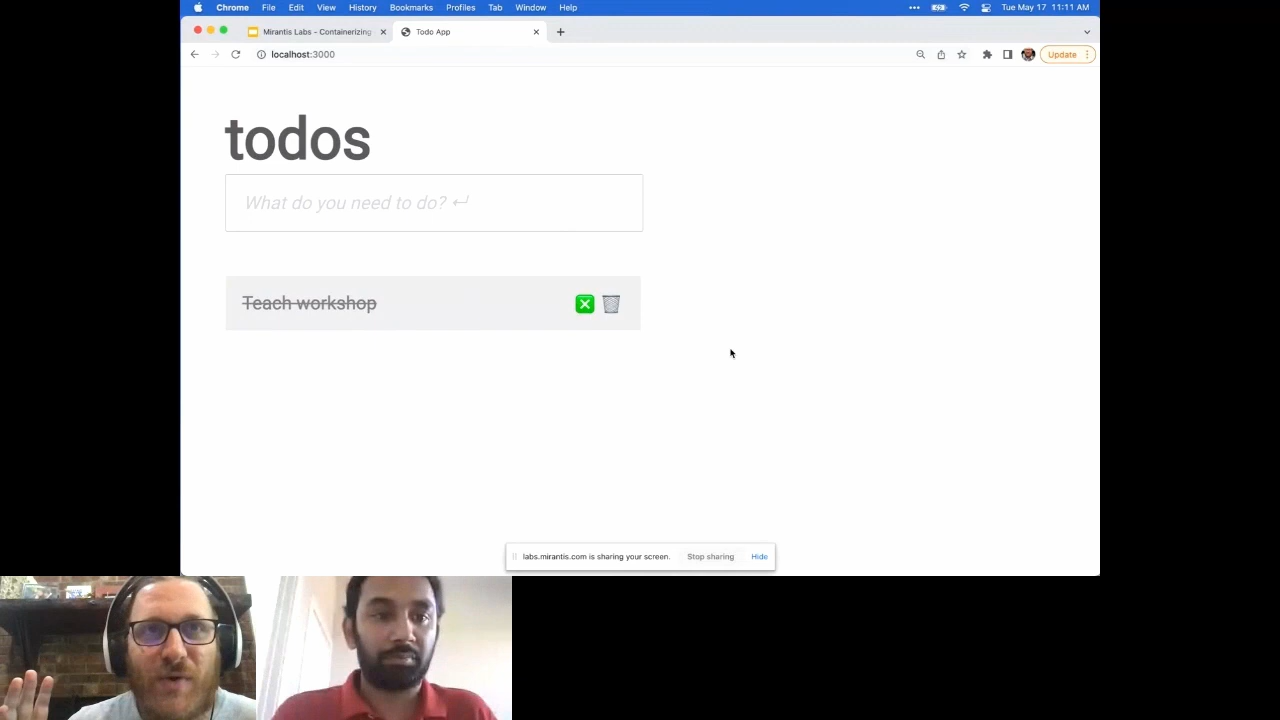 Chrome File Edit View History Bookmarks Profiles Tab Window Help ••• Tue May 17 11:11 AM
Mirantis Labs - Containerizing Todo App
localhost:3000 Update
todos
What do you need to do? ↵
Teach workshop
labs.mirantis.com is sharing your screen. Stop sharing Hide